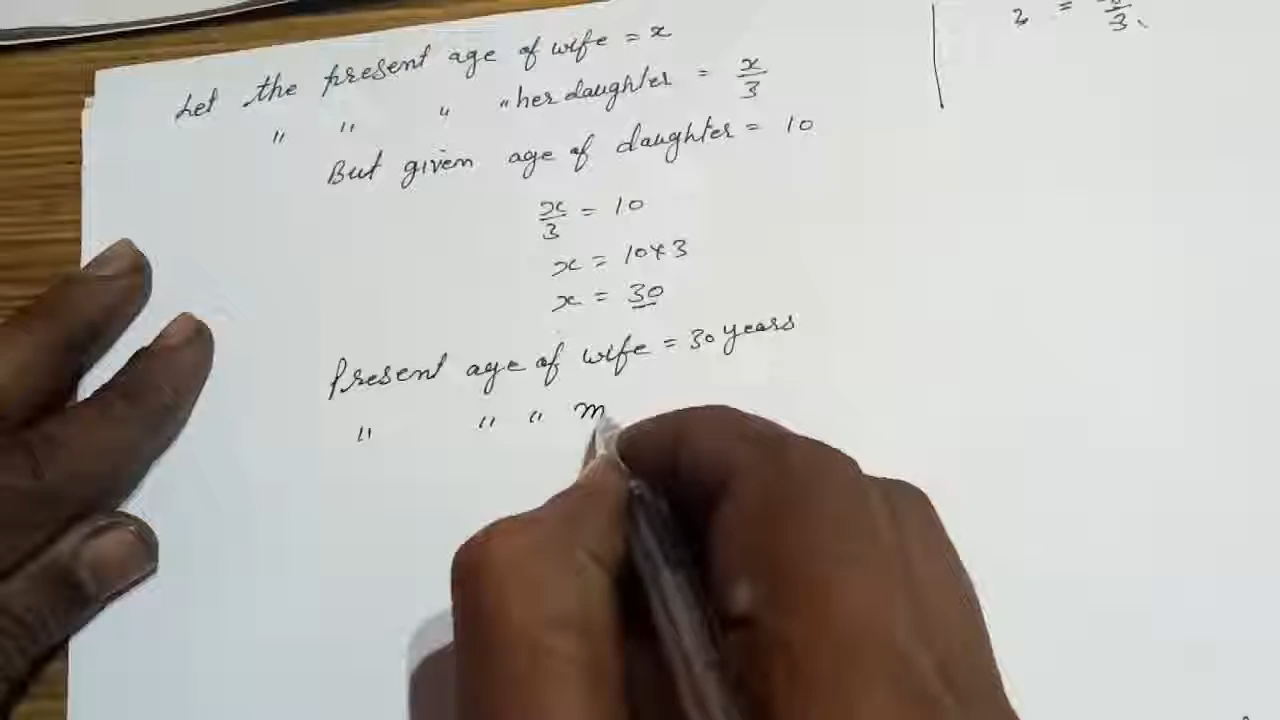 Let the present age of wife = x
" " " " her daughter = x/3
But given age of daughter = 10
x/3 = 10
x = 10×3
x = 30
Present age of wife = 30 years
" " " m